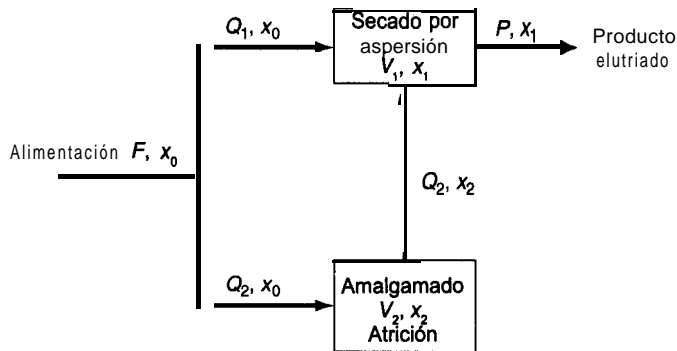 Q₁, x₀
Secado por
aspersión
V₁, x₁
P, x₁
Producto
elutriado
Alimentación F, x₀
Q₂, x₂
Q₂, x₀
Amalgamado
V₂, x₂
Atrición